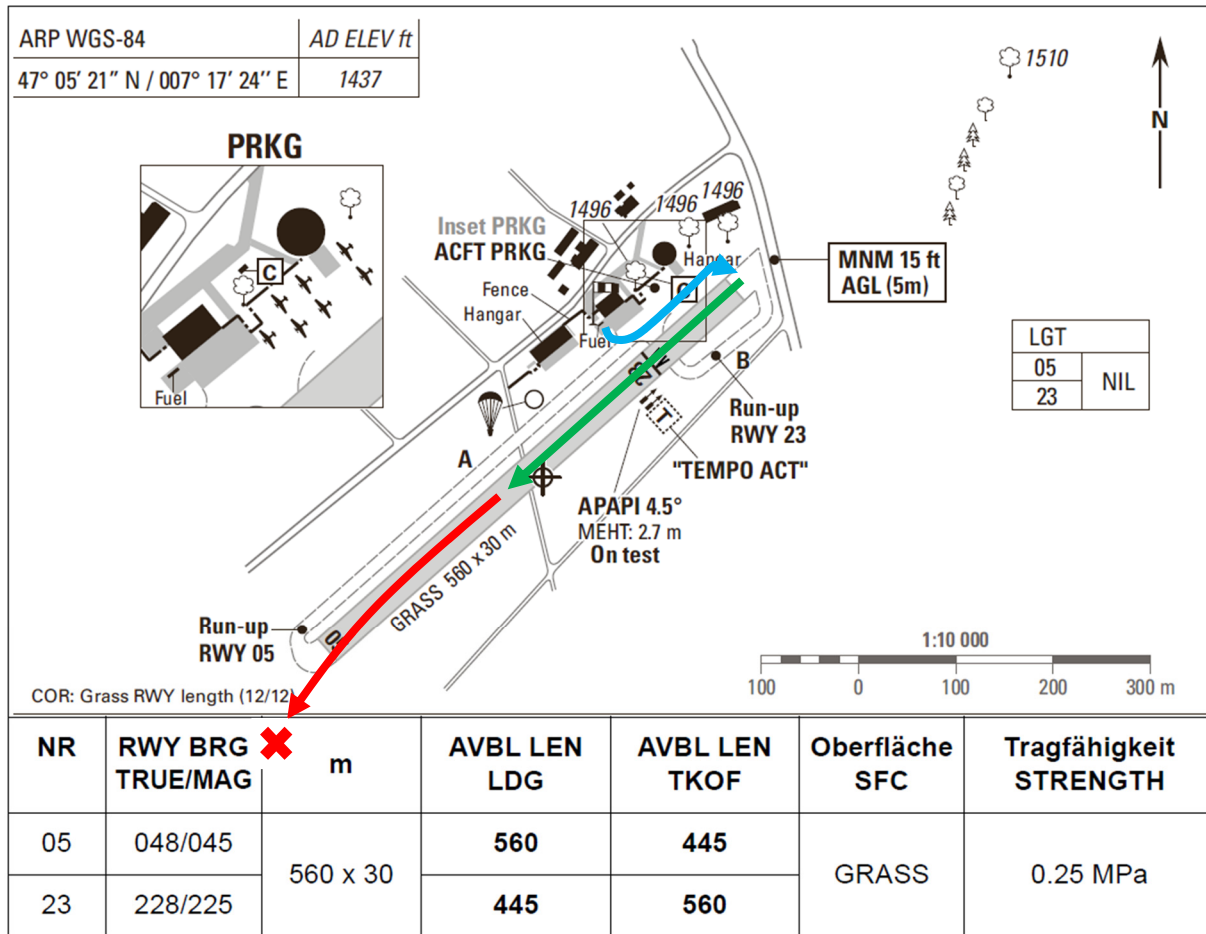 ARP WGS-84
AD ELEV ft
47° 05′ 21″ N / 007° 17′ 24′′ E
1437
PRKG
C
Fuel
1510
N
1496
1496
1496
Inset PRKG
ACFT PRKG
Hangar
C
MNM 15 ft
AGL (5m)
Fence
Hangar
Fuel
LGT
05
NIL
23
23
B
Run-up
RWY 23
T
"TEMPO ACT"
A
APAPI 4.5°
MEHT: 2.7 m
On test
GRASS 560 x 30 m
Run-up
RWY 05
1:10 000
100 0 100 200 300 m
COR: Grass RWY length (12/12)
NR
RWY BRG
TRUE/MAG
m
AVBL LEN
LDG
AVBL LEN
TKOF
Oberfläche
SFC
Tragfähigkeit
STRENGTH
05
048/045
560 x 30
560
445
GRASS
0.25 MPa
23
228/225
445
560